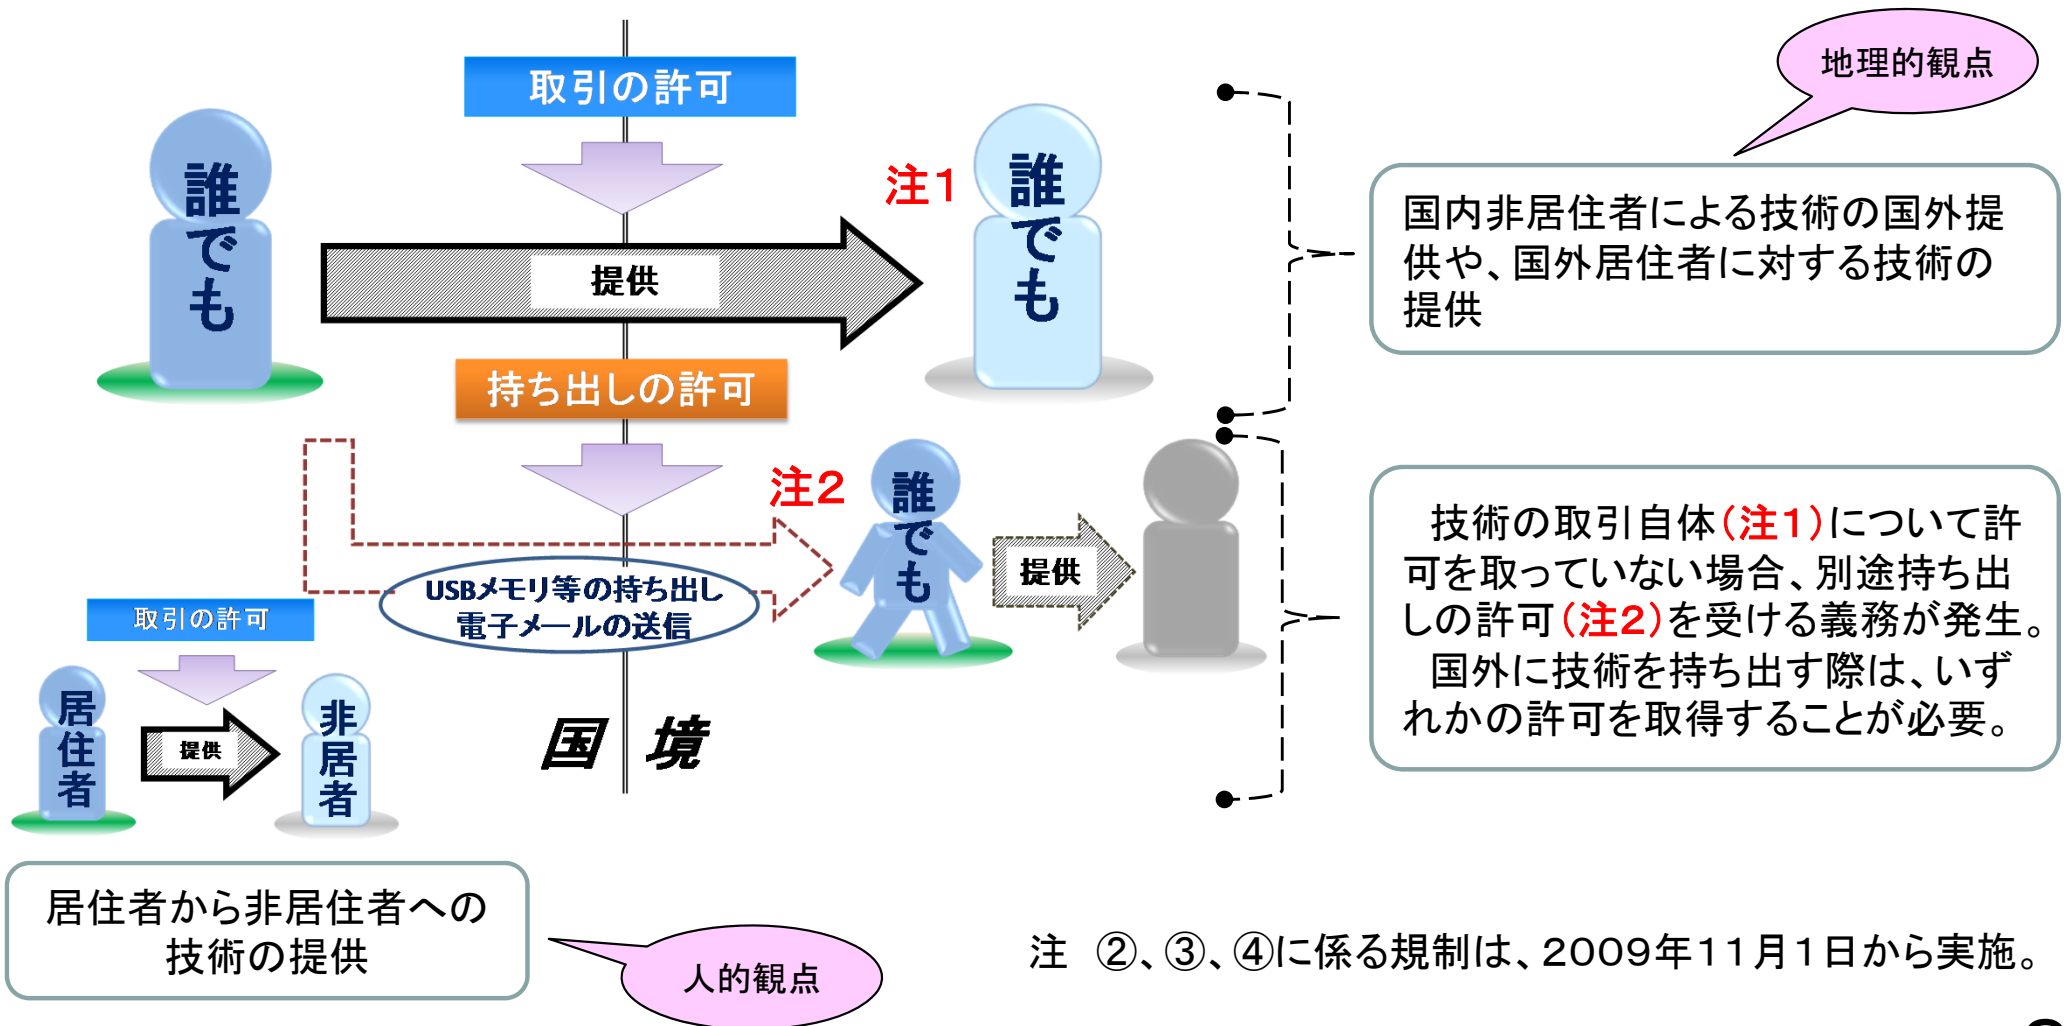 地理的観点
取引の許可
誰でも
注1
誰でも
提供
国内非居住者による技術の国外提
供や、国外居住者に対する技術の
提供
持ち出しの許可
注2
誰でも
提供
USBメモリ等の持ち出し
電子メールの送信
技術の取引自体(注1)について許
可を取っていない場合、別途持ち出
しの許可(注2)を受ける義務が発生。
国外に技術を持ち出す際は、いず
れかの許可を取得することが必要。
取引の許可
居住者
提供
非居者
国境
居住者から非居住者への
技術の提供
人的観点
注 ②、③、④に係る規制は、2009年11月1日から実施。